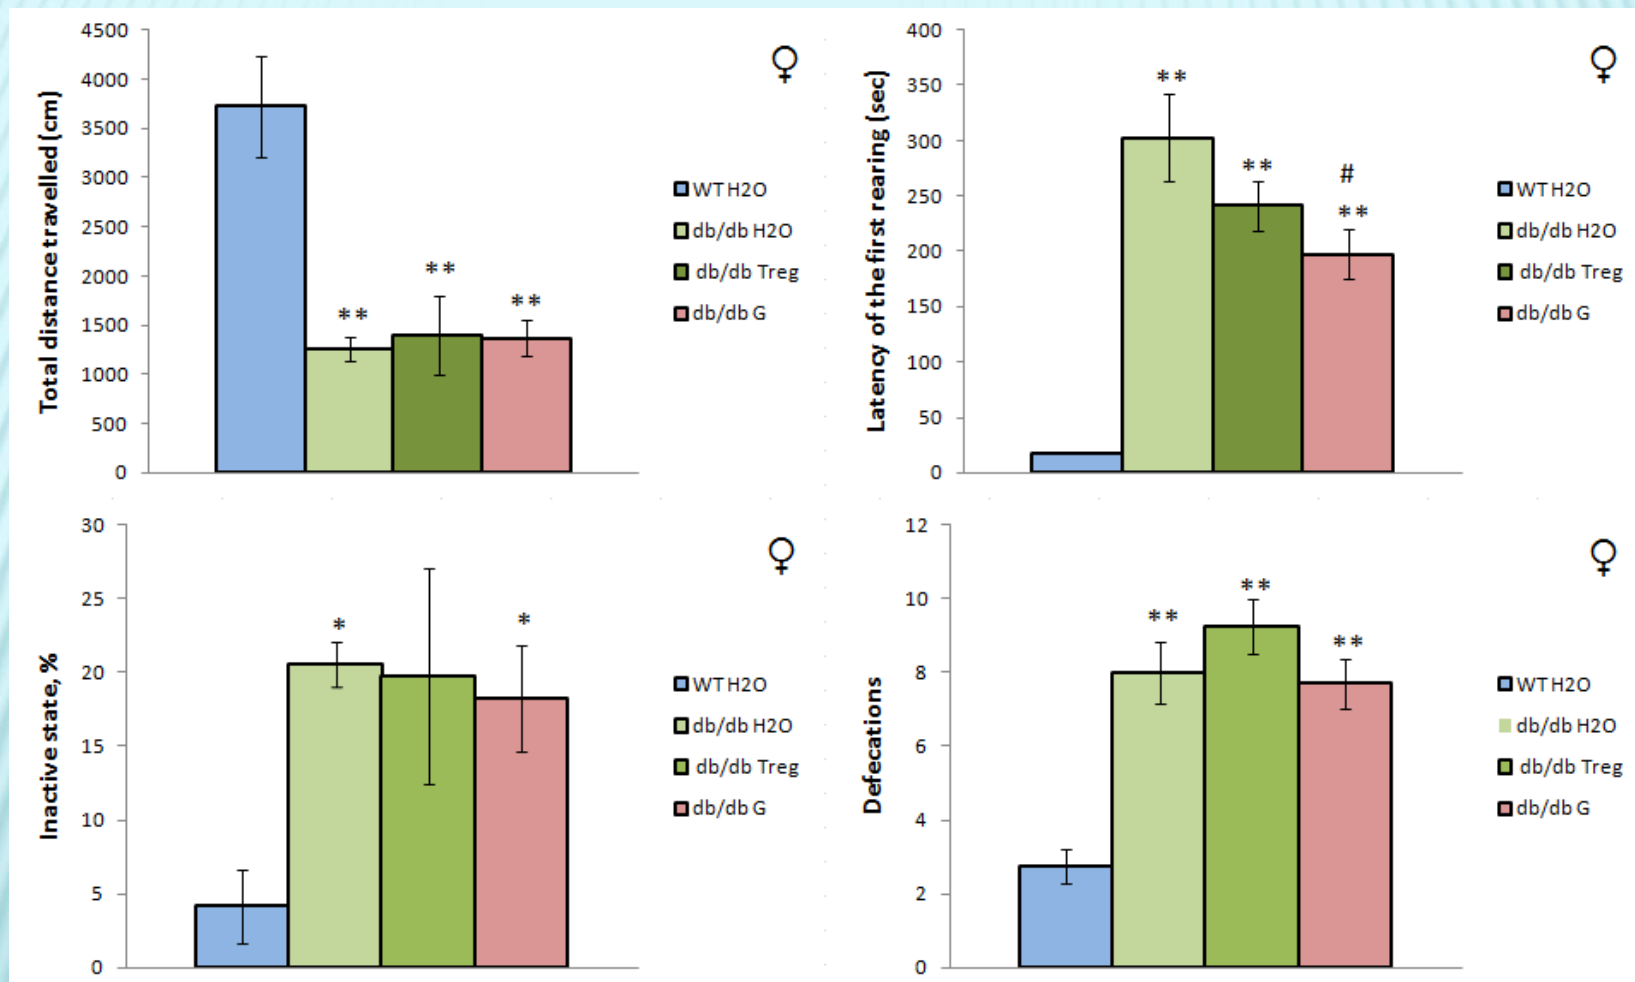 Total distance travelled (cm)
4500
4000
3500
3000
2500
2000
1500
1000
500
0
**
**
**
♀
WT H2O
db/db H2O
db/db Treg
db/db G
Latency of the first rearing (sec)
400
350
300
250
200
150
100
50
0
**
**
#
**
♀
WT H2O
db/db H2O
db/db Treg
db/db G
Inactive state, %
30
25
20
15
10
5
0
*
*
♀
WT H2O
db/db H2O
db/db Treg
db/db G
Defecations
12
10
8
6
4
2
0
**
**
**
♀
WT H2O
db/db H2O
db/db Treg
db/db G